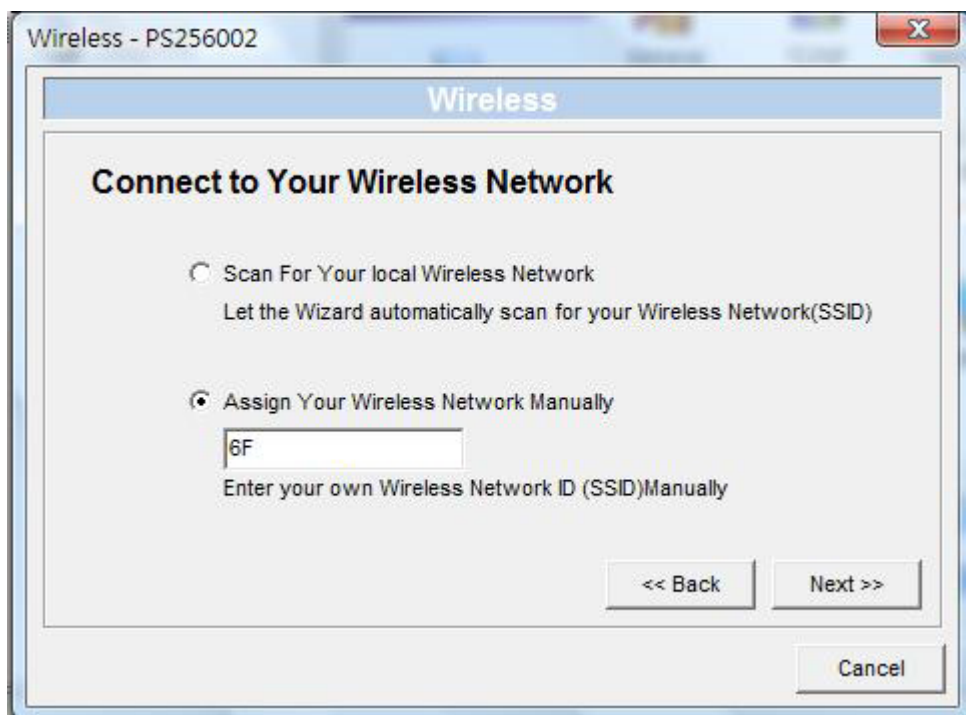 Wireless - PS256002
Wireless
Connect to Your Wireless Network
Scan For Your local Wireless Network
Let the Wizard automatically scan for your Wireless Network(SSID)
Assign Your Wireless Network Manually
6F
Enter your own Wireless Network ID (SSID)Manually
<< Back
Next >>
Cancel